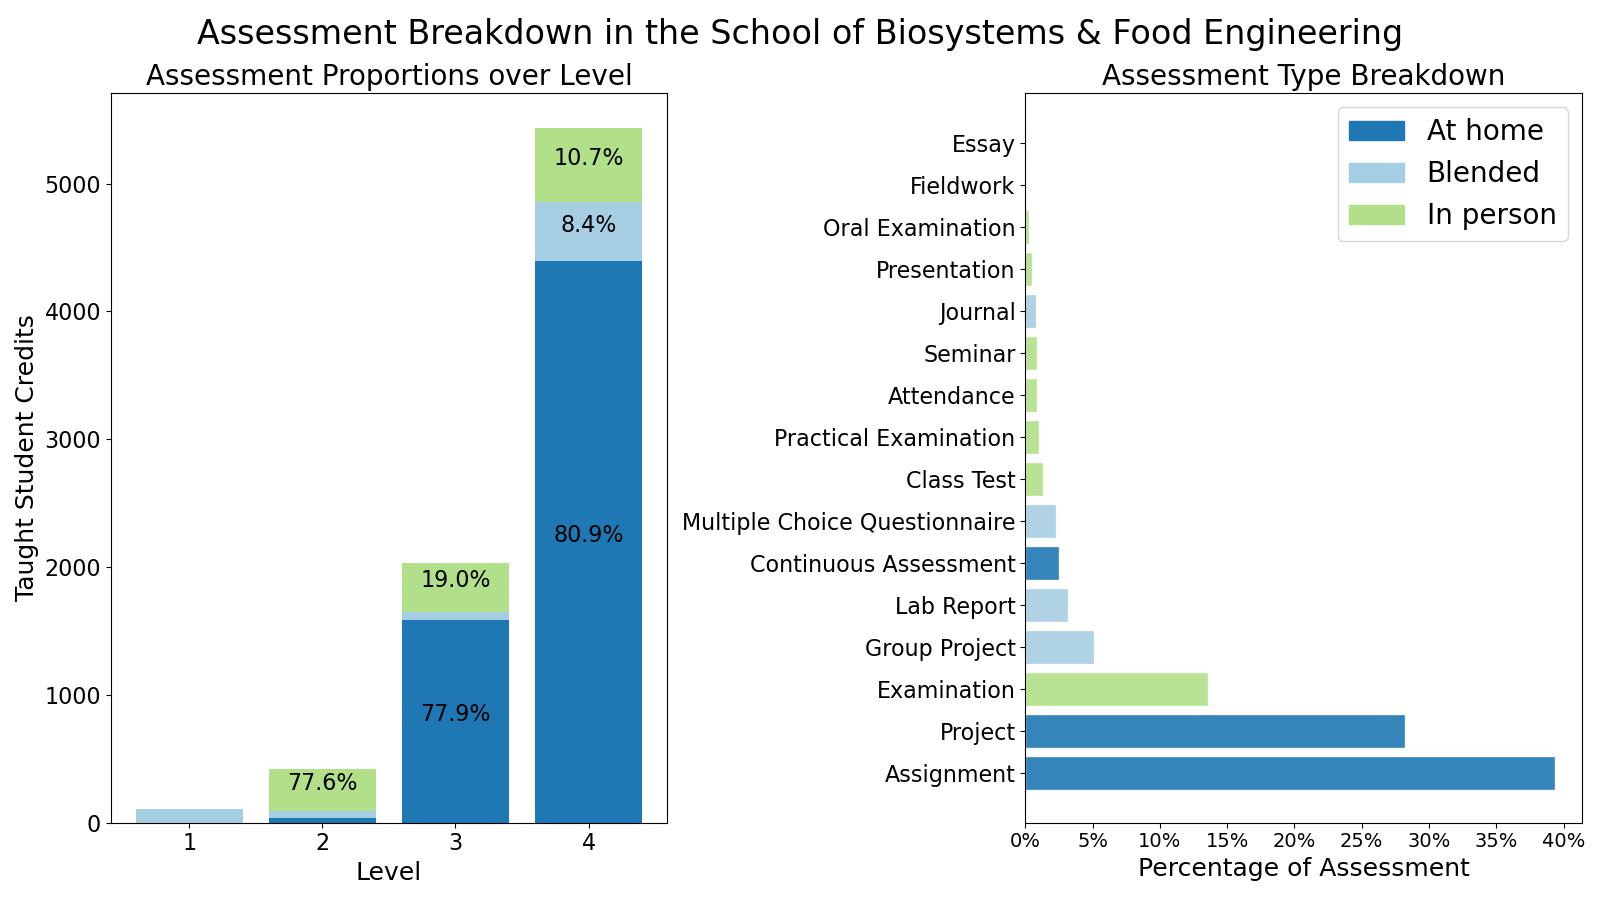 Assessment Breakdown in the School of Biosystems & Food Engineering
Assessment Proportions over Level
Taught Student Credits
5000
4000
3000
2000
1000
0
10.7%
8.4%
80.9%
19.0%
77.9%
77.6%
1 2 3 4
Level
Assessment Type Breakdown
At home
Blended
In person
Essay
Fieldwork
Oral Examination
Presentation
Journal
Seminar
Attendance
Practical Examination
Class Test
Multiple Choice Questionnaire
Continuous Assessment
Lab Report
Group Project
Examination
Project
Assignment
0% 5% 10% 15% 20% 25% 30% 35% 40%
Percentage of Assessment